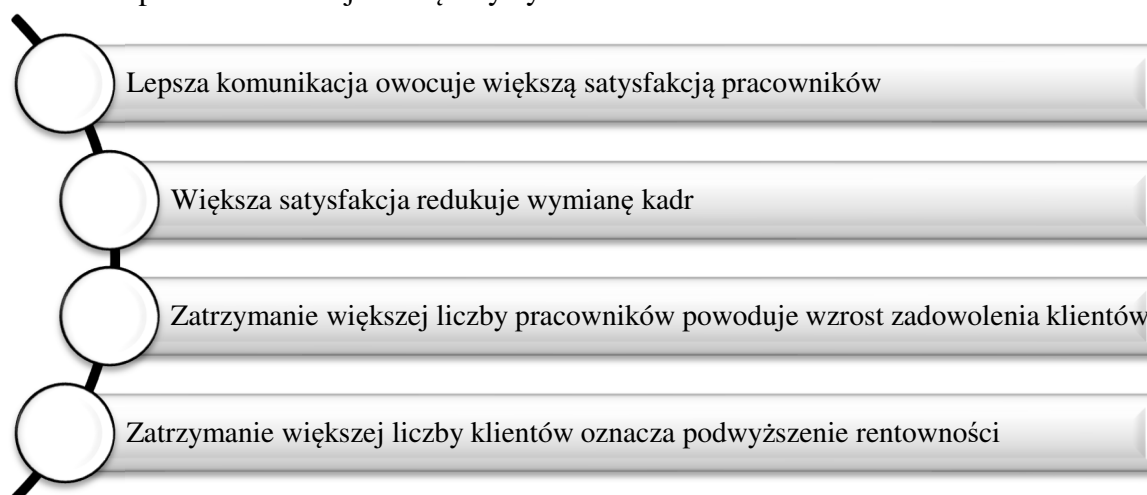 Lepsza komunikacja owocuje większą satysfakcją pracowników
Większa satysfakcja redukuje wymianę kadr
Zatrzymanie większej liczby pracowników powoduje wzrost zadowolenia klientów
Zatrzymanie większej liczby klientów oznacza podwyższenie rentowności